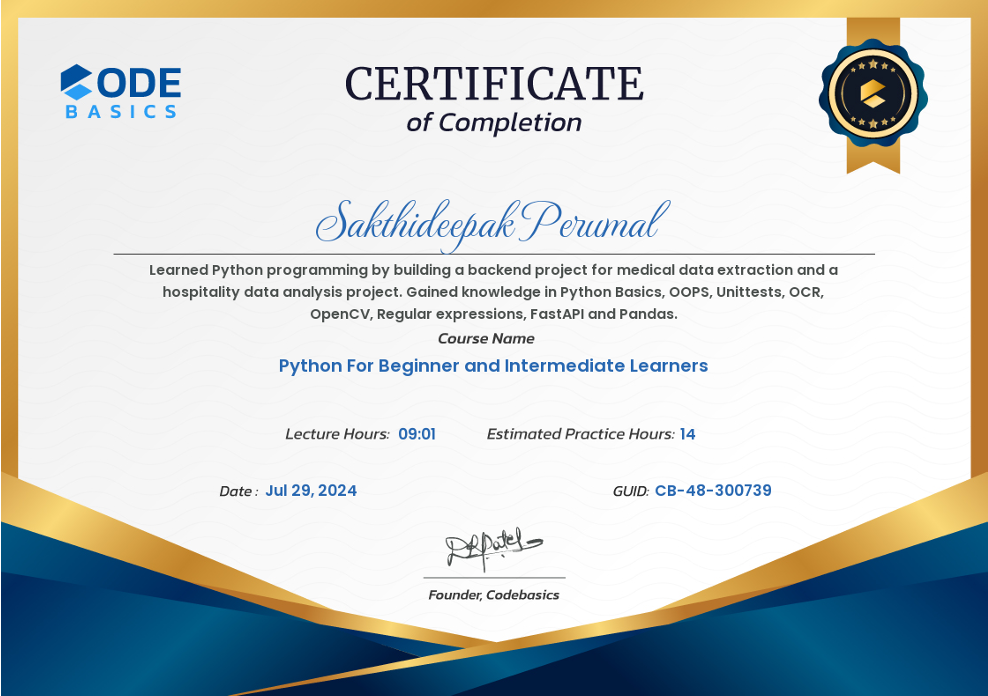 CODE
BASICS
CERTIFICATE
of Completion
Sakthideepak Perumal
Learned Python programming by building a backend project for medical data extraction and a
hospitality data analysis project. Gained knowledge in Python Basics, OOPS, Unittests, OCR,
OpenCV, Regular expressions, FastAPI and Pandas.
Course Name
Python For Beginner and Intermediate Learners
Lecture Hours: 09:01 Estimated Practice Hours: 14
Date : Jul 29, 2024 GUID: CB-48-300739
Founder, Codebasics